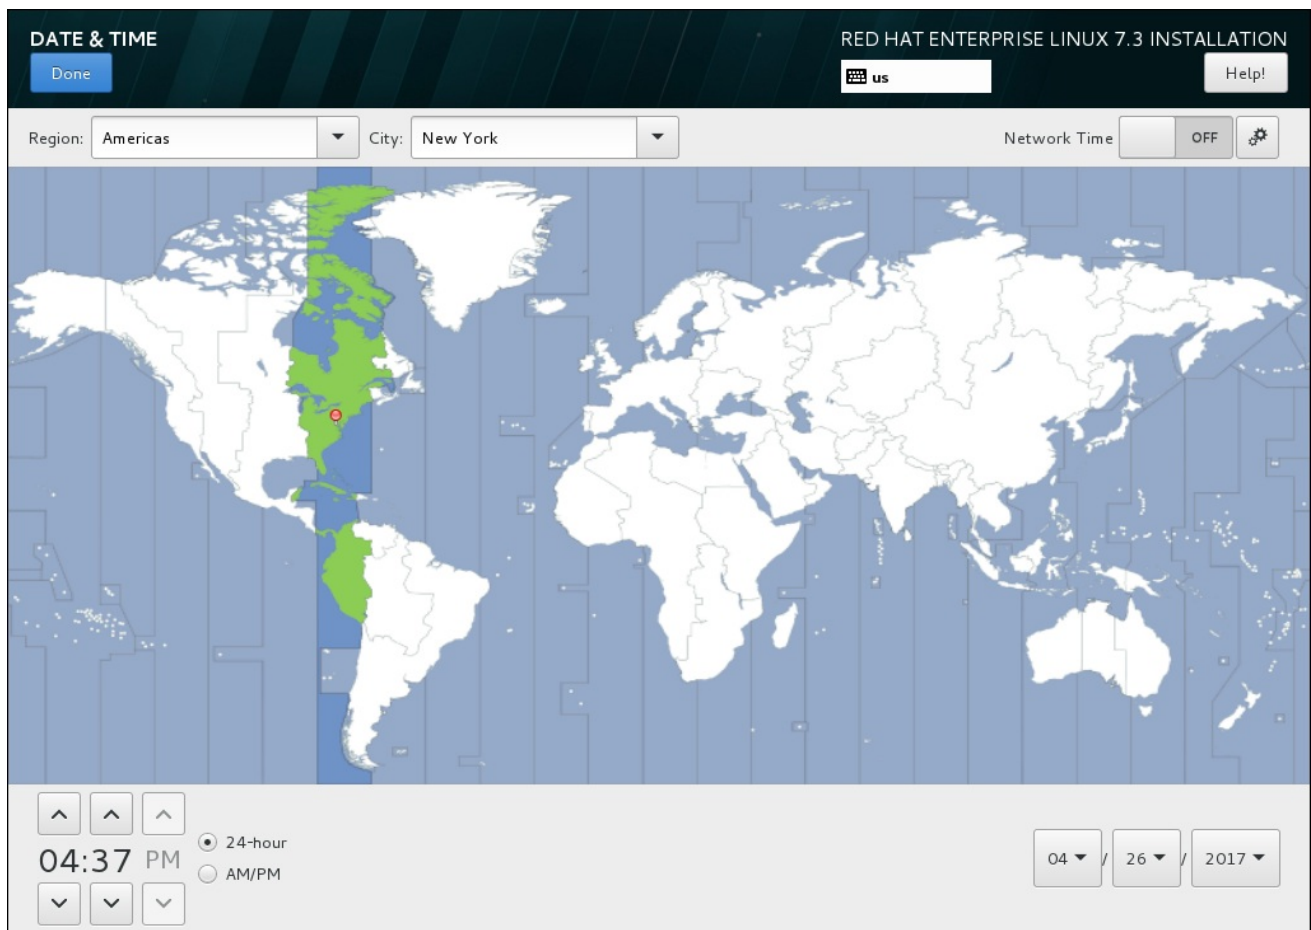 DATE & TIME
RED HAT ENTERPRISE LINUX 7.3 INSTALLATION
Done
us
Help!
Region: Americas City: New York Network Time OFF
24-hour
04:37 PM
AM/PM
04 / 26 / 2017